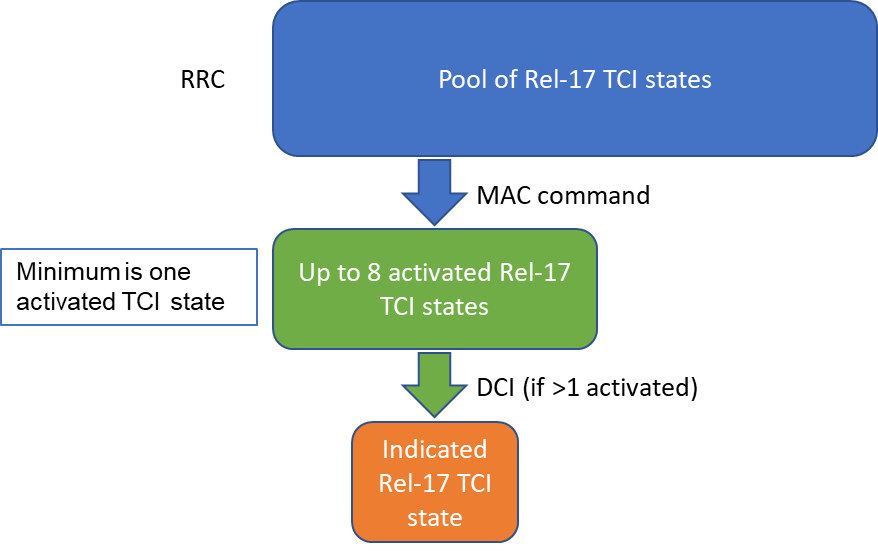 RRC
Pool of Rel-17 TCI states
MAC command
Minimum is one
activated TCI state
Up to 8 activated Rel-17
TCI states
DCI (if >1 activated)
Indicated
Rel-17 TCI
state